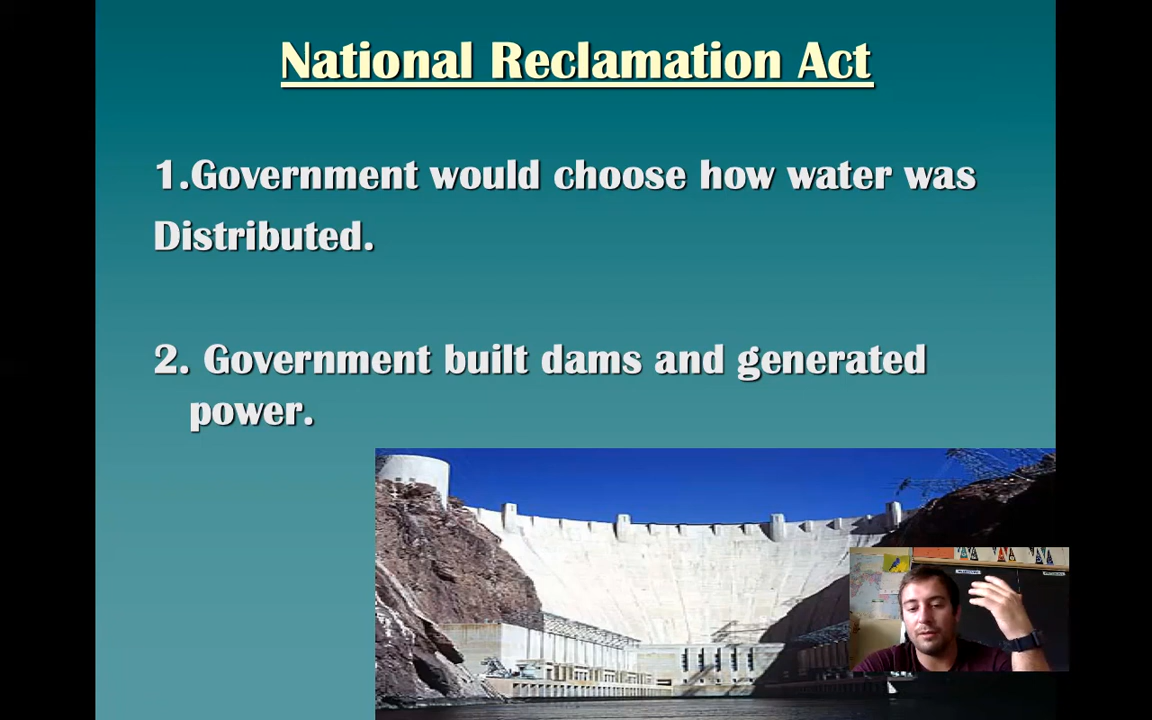 National Reclamation Act
1.Government would choose how water was
Distributed.
2. Government built dams and generated
power.